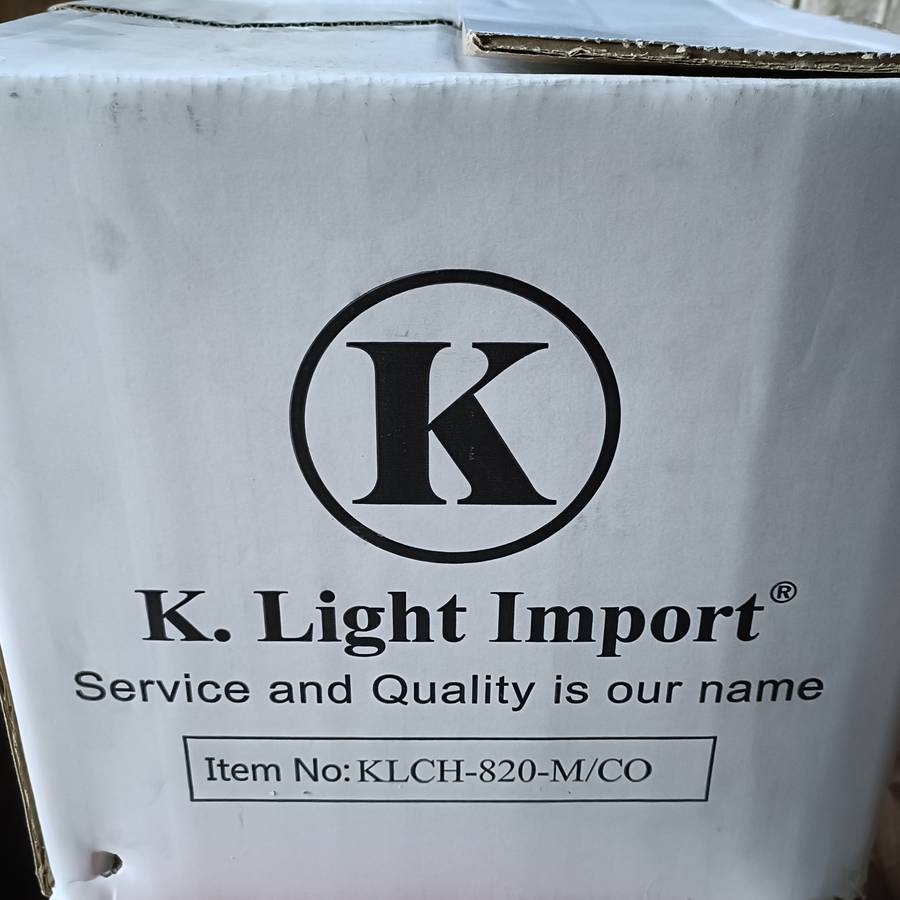 K
K. Light Import®
Service and Quality is our name
Item No: KLCH-820-M/CO